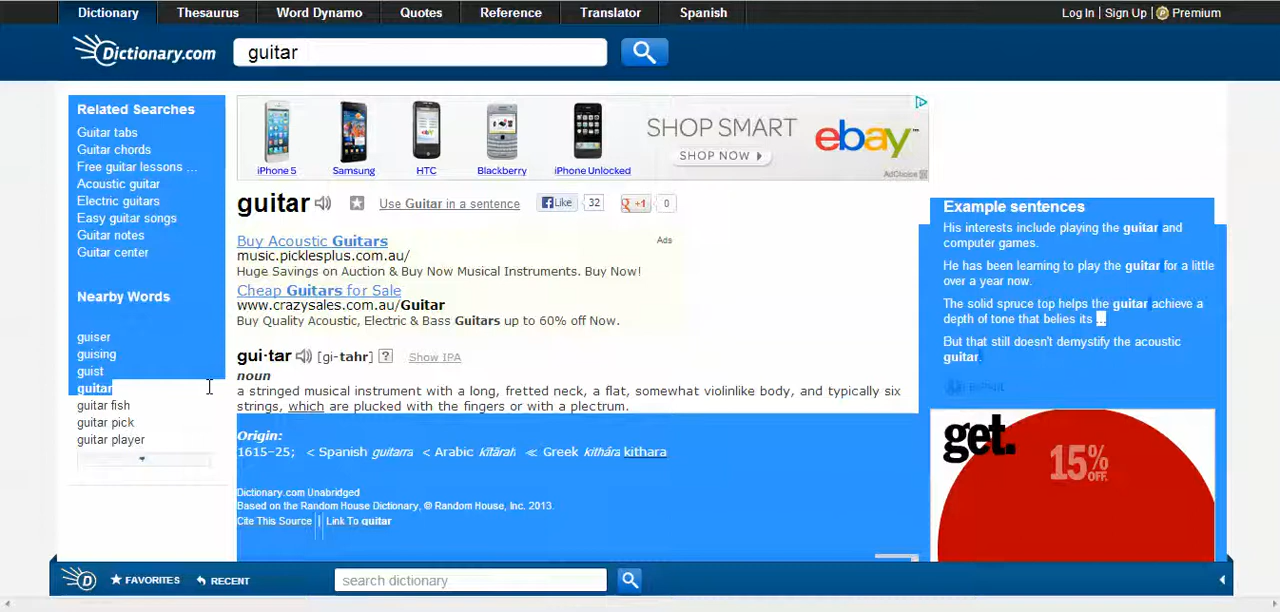 Dictionary
Thesaurus
Word Dynamo
Quotes
Reference
Translator
Spanish
Log In | Sign Up
Premium
Dictionary.com
guitar
Related Searches
Guitar tabs
Guitar chords
Free guitar lessons ...
Acoustic guitar
Electric guitars
Easy guitar songs
Guitar notes
Guitar center
Nearby Words
guiser
guising
guist
guitar
guitar fish
guitar pick
guitar player
iPhone 5
Samsung
HTC
Blackberry
iPhone Unlocked
SHOP SMART
SHOP NOW
ebay™
AdChoice
guitar
Use Guitar in a sentence
Like 32
+1 0
Buy Acoustic Guitars
Ads
music.picklesplus.com.au/
Huge Savings on Auction & Buy Now Musical Instruments. Buy Now!
Cheap Guitars for Sale
www.crazysales.com.au/Guitar
Buy Quality Acoustic, Electric & Bass Guitars up to 60% off Now.
gui·tar [gi-tahr] ? Show IPA
noun
a stringed musical instrument with a long, fretted neck, a flat, somewhat violinlike body, and typically six
strings, which are plucked with the fingers or with a plectrum.
Origin:
1615–25; < Spanish guitarra < Arabic kītārah ≪ Greek kithára kithara
Dictionary.com Unabridged
Based on the Random House Dictionary, © Random House, Inc. 2013.
Cite This Source | Link To guitar
Example sentences
His interests include playing the guitar and
computer games.
He has been learning to play the guitar for a little
over a year now.
The solid spruce top helps the guitar achieve a
depth of tone that belies its ...
But that still doesn't demystify the acoustic
guitar.
get.
15%
OFF.
FAVORITES
RECENT
search dictionary